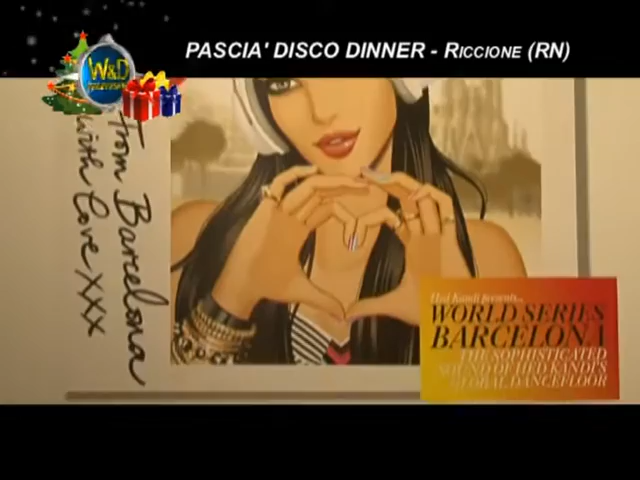 PASCIA' DISCO DINNER - RICCIONE (RN)
W&D
TELEVISION
from Barcelona
with Love XXX
Hed Kandi presents...
WORLD SERIES
BARCELONA
THE SOPHISTICATED
SOUND OF HED KANDI'S
GLOBAL DANCEFLOOR